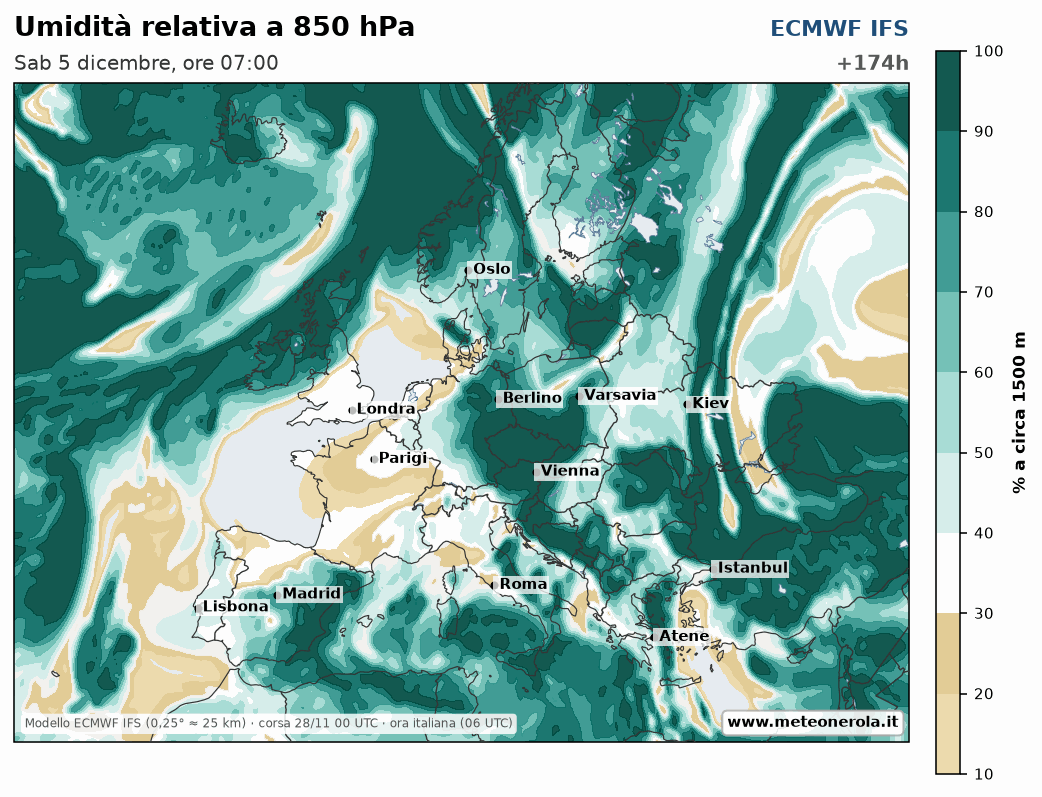 Umidità relativa a 850 hPa
ECMWF IFS
Sab 5 dicembre, ore 07:00
+174h
100
90
80
70
60
50
40
30
20
10
% a circa 1500 m
Oslo
Berlino
Varsavia
Kiev
Londra
Parigi
Vienna
Istanbul
Roma
Madrid
Lisbona
Atene
Modello ECMWF IFS (0,25° ≈ 25 km) · corsa 28/11 00 UTC · ora italiana (06 UTC)
www.meteonerola.it